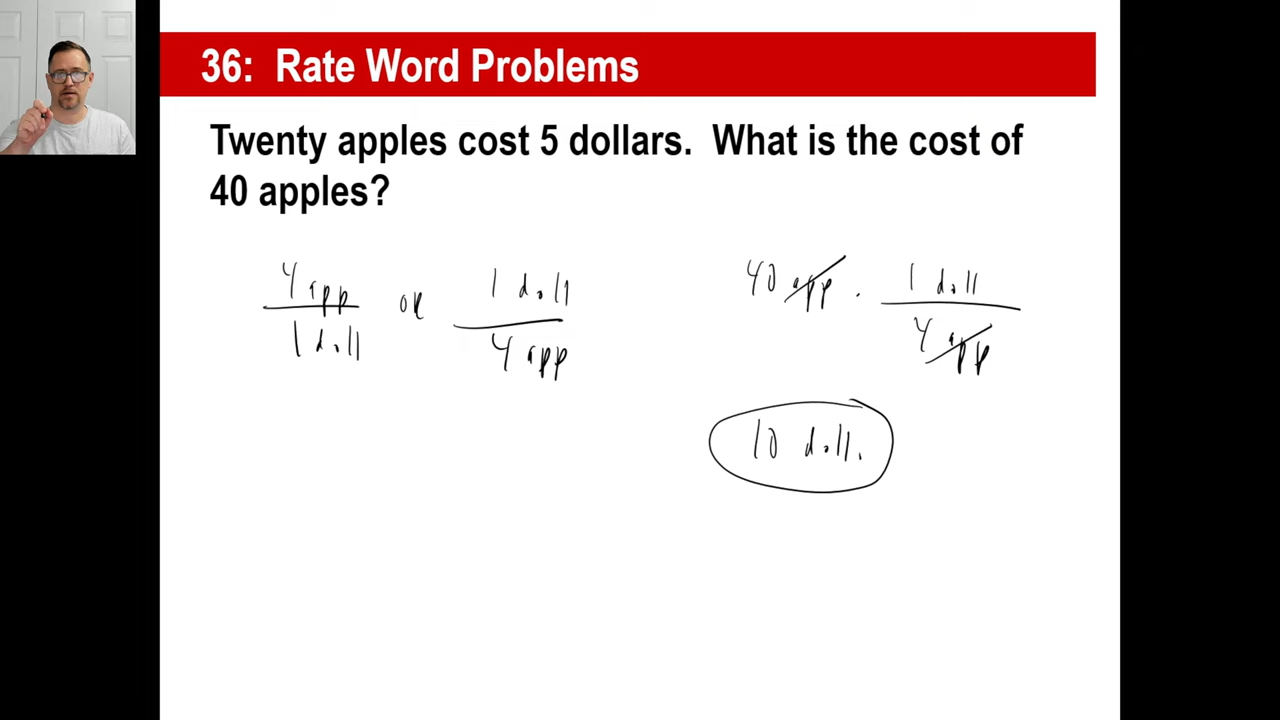 36: Rate Word Problems
Twenty apples cost 5 dollars. What is the cost of
40 apples?
4 app
1 doll
or
1 doll
4 app
40 app · 1 doll
4 app
10 doll.